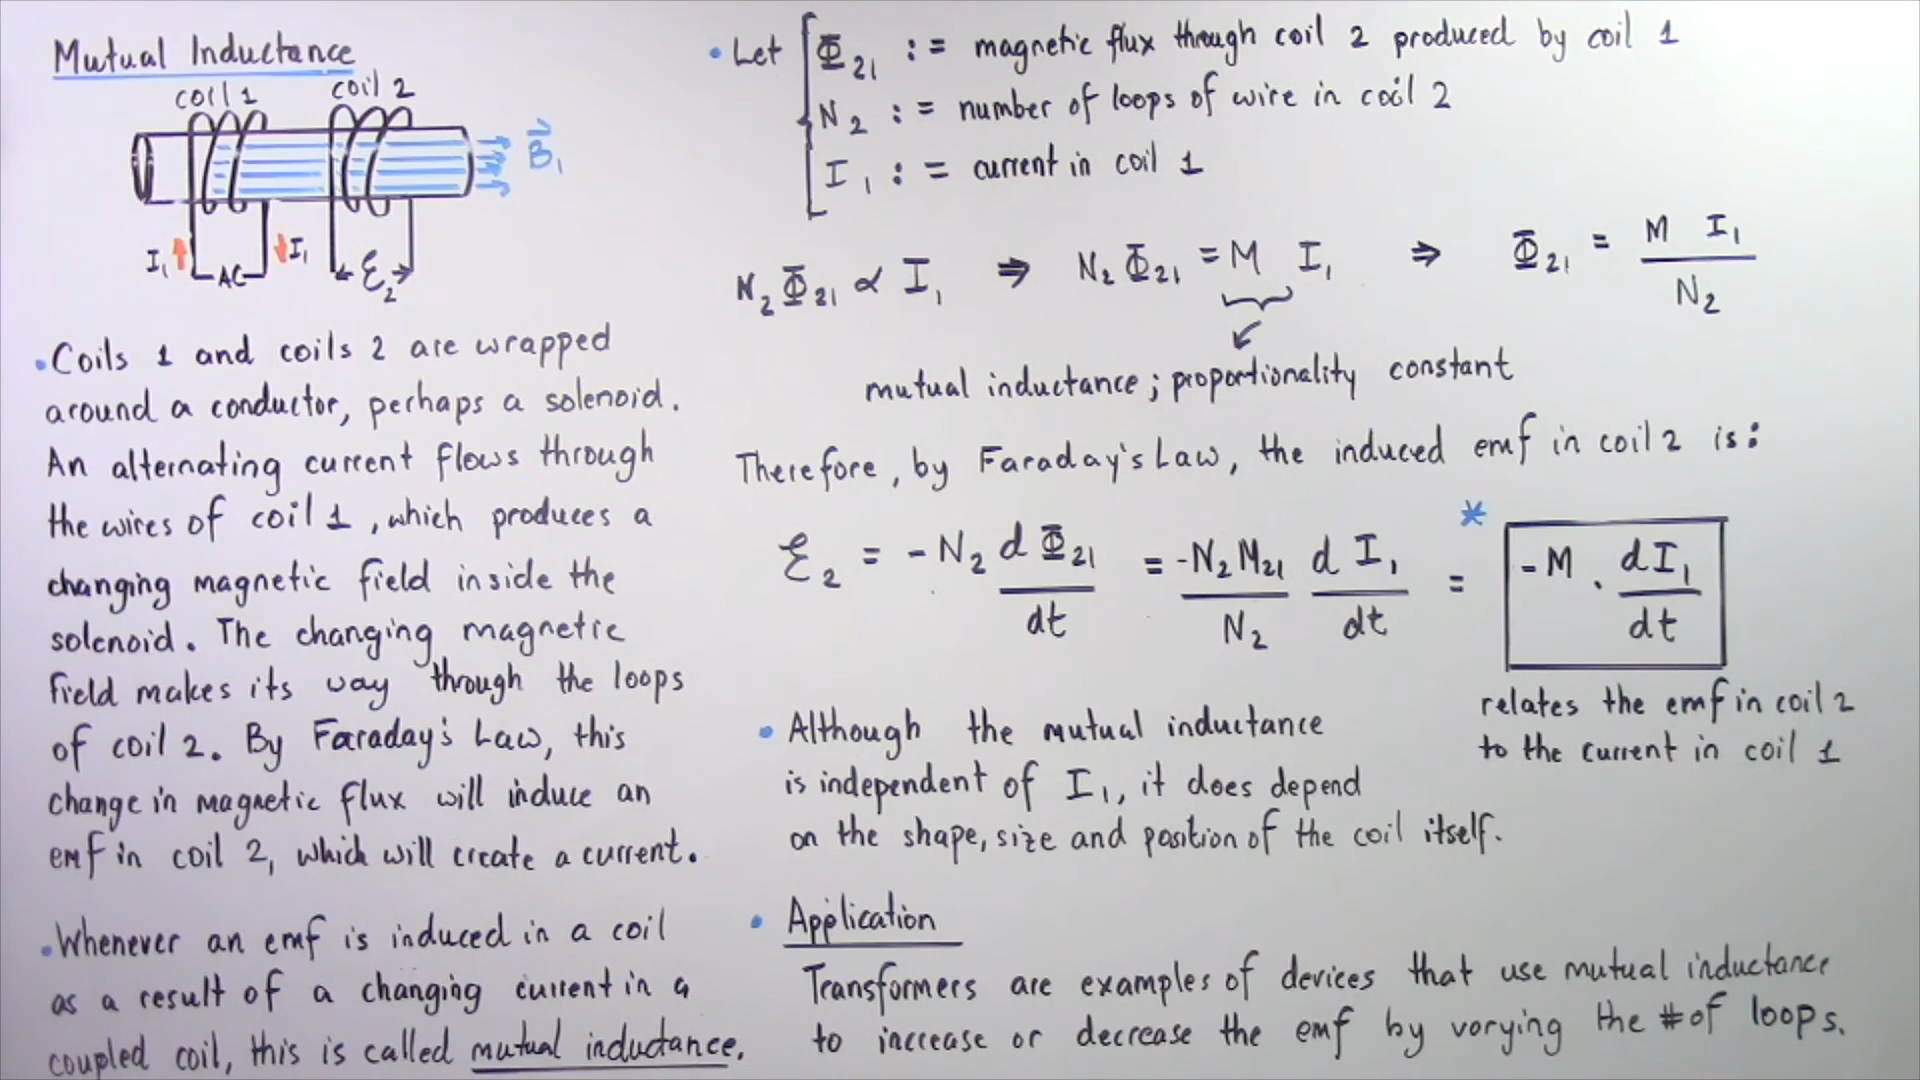 Mutual Inductance
coil 1 coil 2
B⃗₁
I₁ I₁
AC ℰ₂
• Coils 1 and coils 2 are wrapped
around a conductor, perhaps a solenoid.
An alternating current flows through
the wires of coil 1, which produces a
changing magnetic field inside the
solenoid. The changing magnetic
field makes its way through the loops
of coil 2. By Faraday's Law, this
change in magnetic flux will induce an
emf in coil 2, which will create a current.
• Whenever an emf is induced in a coil
as a result of a changing current in a
coupled coil, this is called mutual inductance.
• Let Φ₂₁ := magnetic flux through coil 2 produced by coil 1
N₂ := number of loops of wire in coil 2
I₁ := current in coil 1
N₂Φ₂₁ ∝ I₁ ⇒ N₂Φ₂₁ = M I₁ ⇒ Φ₂₁ = M I₁ / N₂
mutual inductance; proportionality constant
Therefore, by Faraday's Law, the induced emf in coil 2 is:
ℰ₂ = -N₂ dΦ₂₁/dt = -N₂M₂₁/N₂ dI₁/dt = * -M · dI₁/dt
relates the emf in coil 2
to the current in coil 1
• Although the mutual inductance
is independent of I₁, it does depend
on the shape, size and position of the coil itself.
• Application
Transformers are examples of devices that use mutual inductance
to increase or decrease the emf by varying the # of loops.